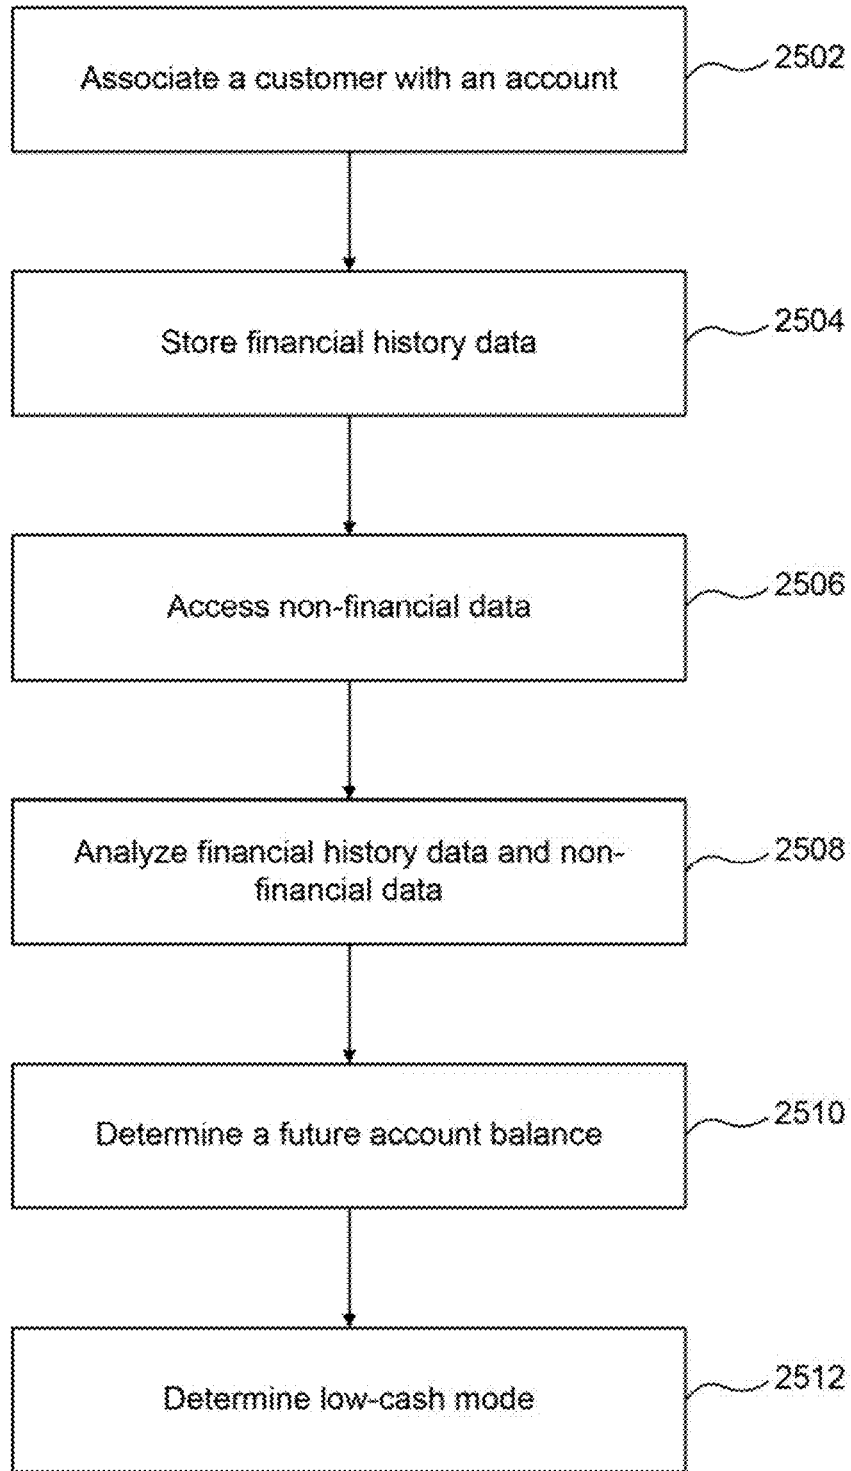 Associate a customer with an account
2502
Store financial history data
2504
Access non-financial data
2506
Analyze financial history data and non-
financial data
2508
Determine a future account balance
2510
Determine low-cash mode
2512